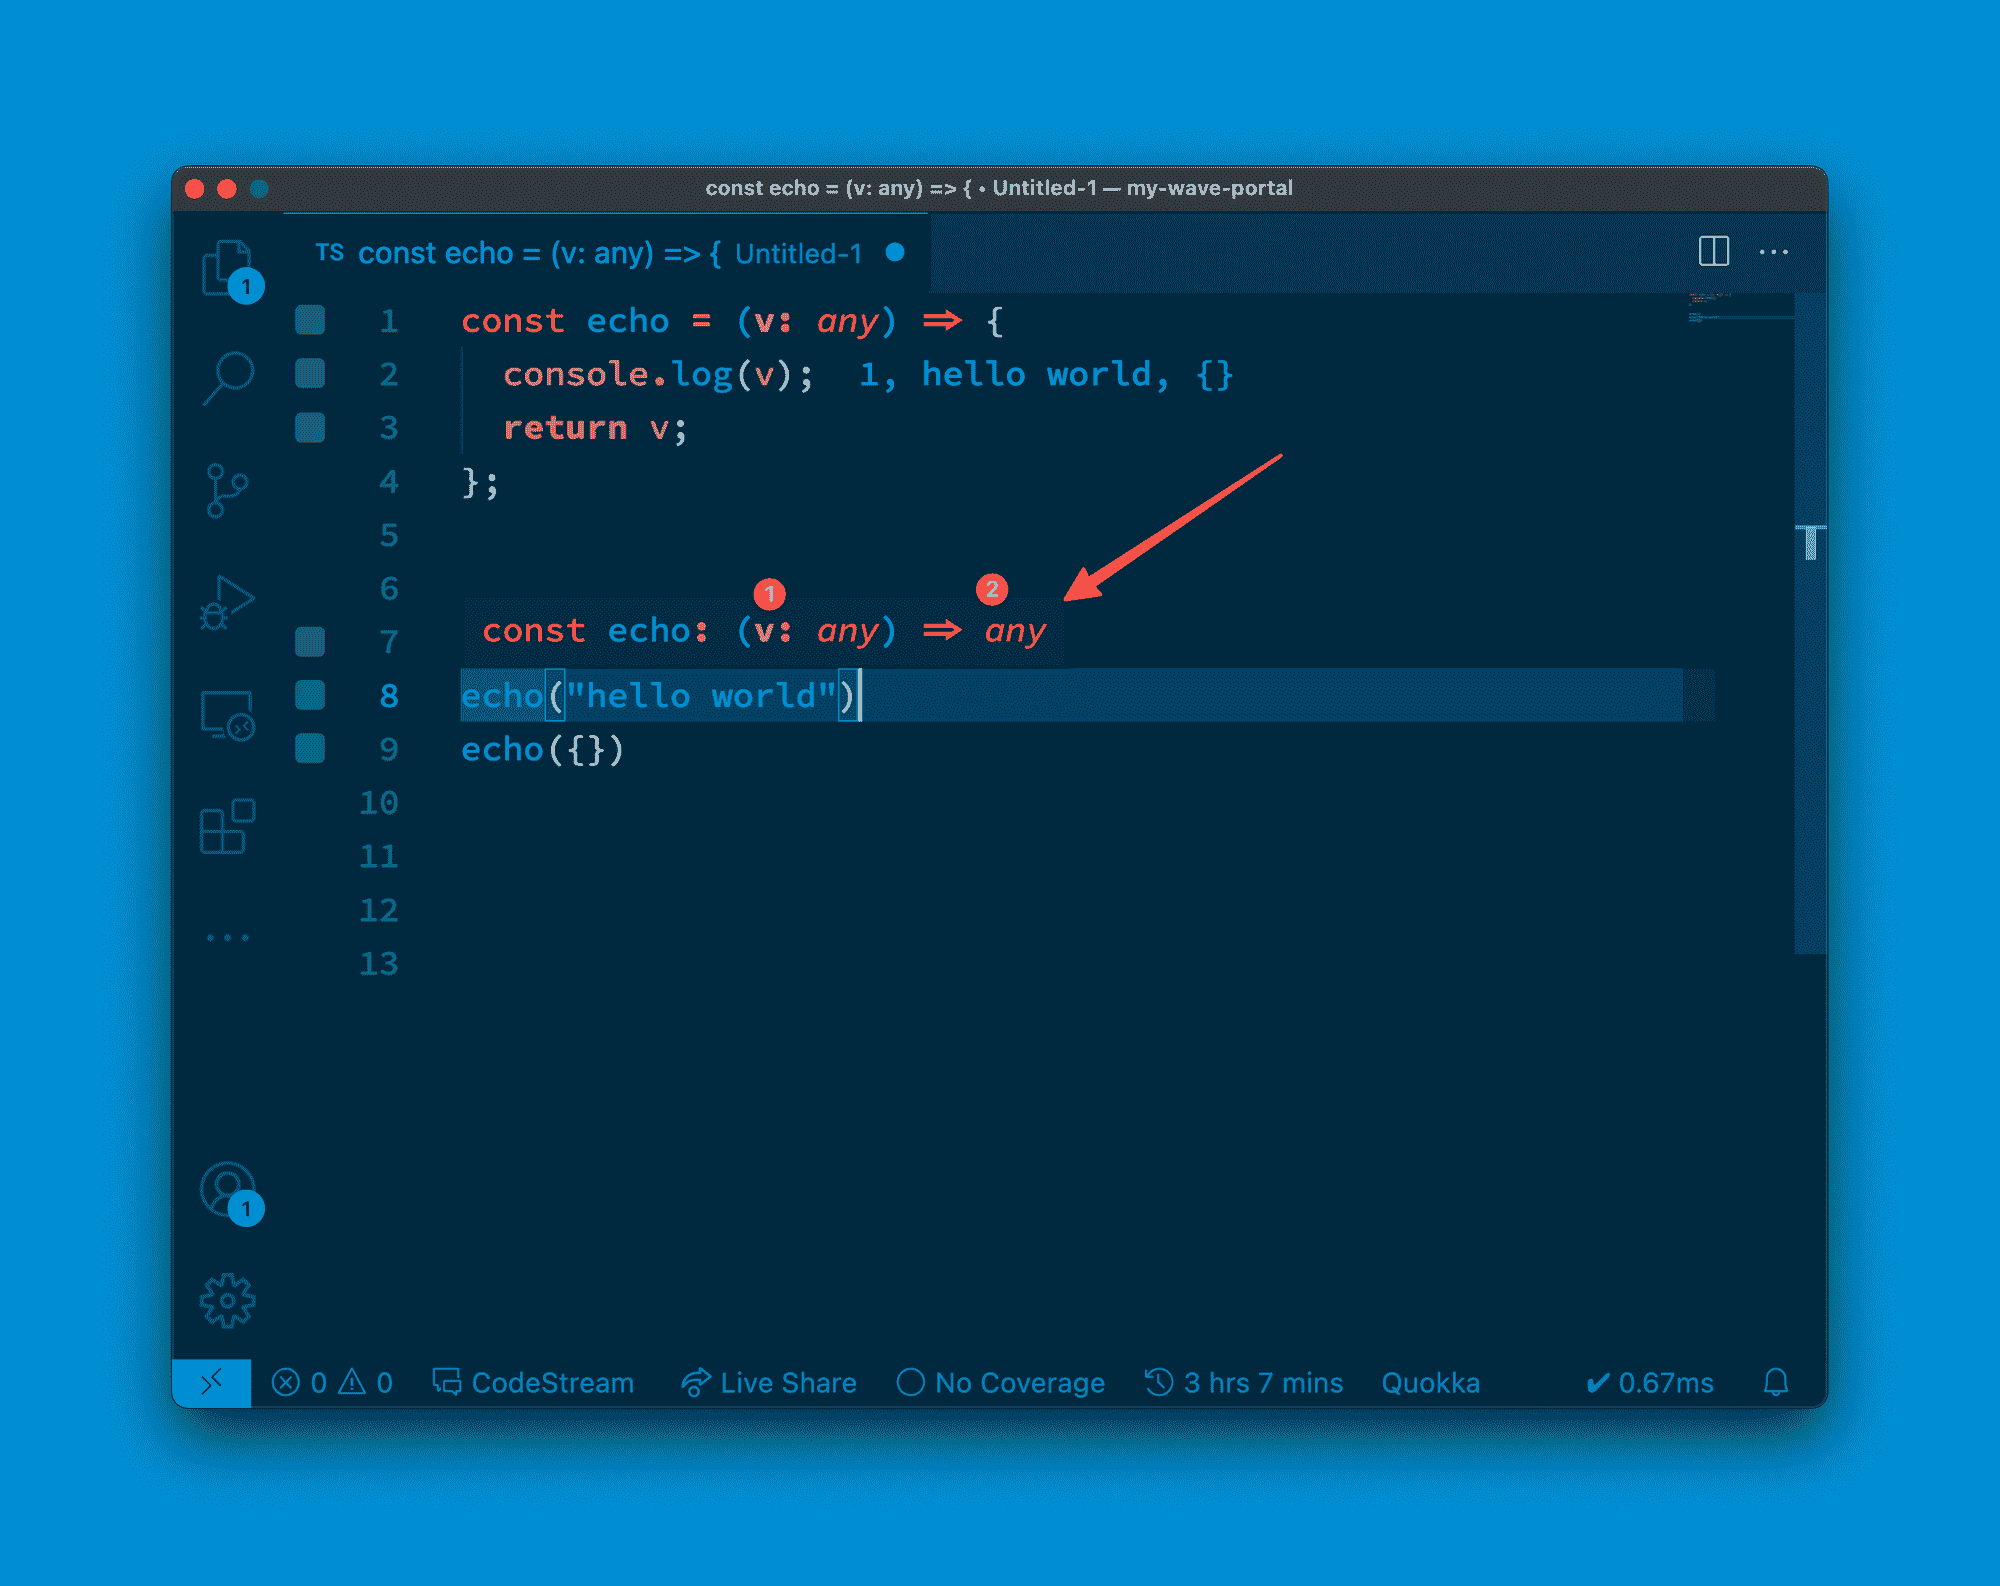 const echo = (v: any) => { • Untitled-1 — my-wave-portal
TS const echo = (v: any) => { Untitled-1
1
1 const echo = (v: any) => {
2 console.log(v); 1, hello world, {}
3 return v;
4 };
5
6
1 2
7 const echo: (v: any) => any
8 echo("hello world")
9 echo({})
10
11
12
13
1
0 0 CodeStream Live Share No Coverage 3 hrs 7 mins Quokka ✔ 0.67ms